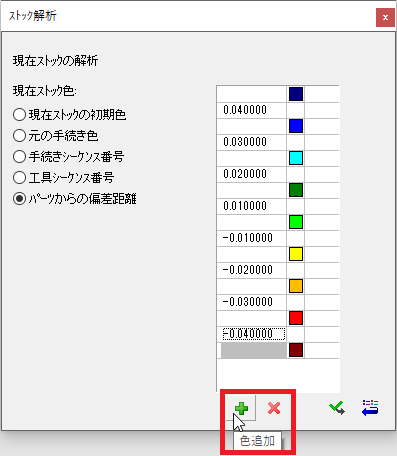 ストック解析
x
現在ストックの解析
現在ストック色:
現在ストックの初期色
元の手続き色
手続きシーケンス番号
工具シーケンス番号
パーツからの偏差距離
0.040000
0.030000
0.020000
0.010000
-0.010000
-0.020000
-0.030000
-0.040000
色追加